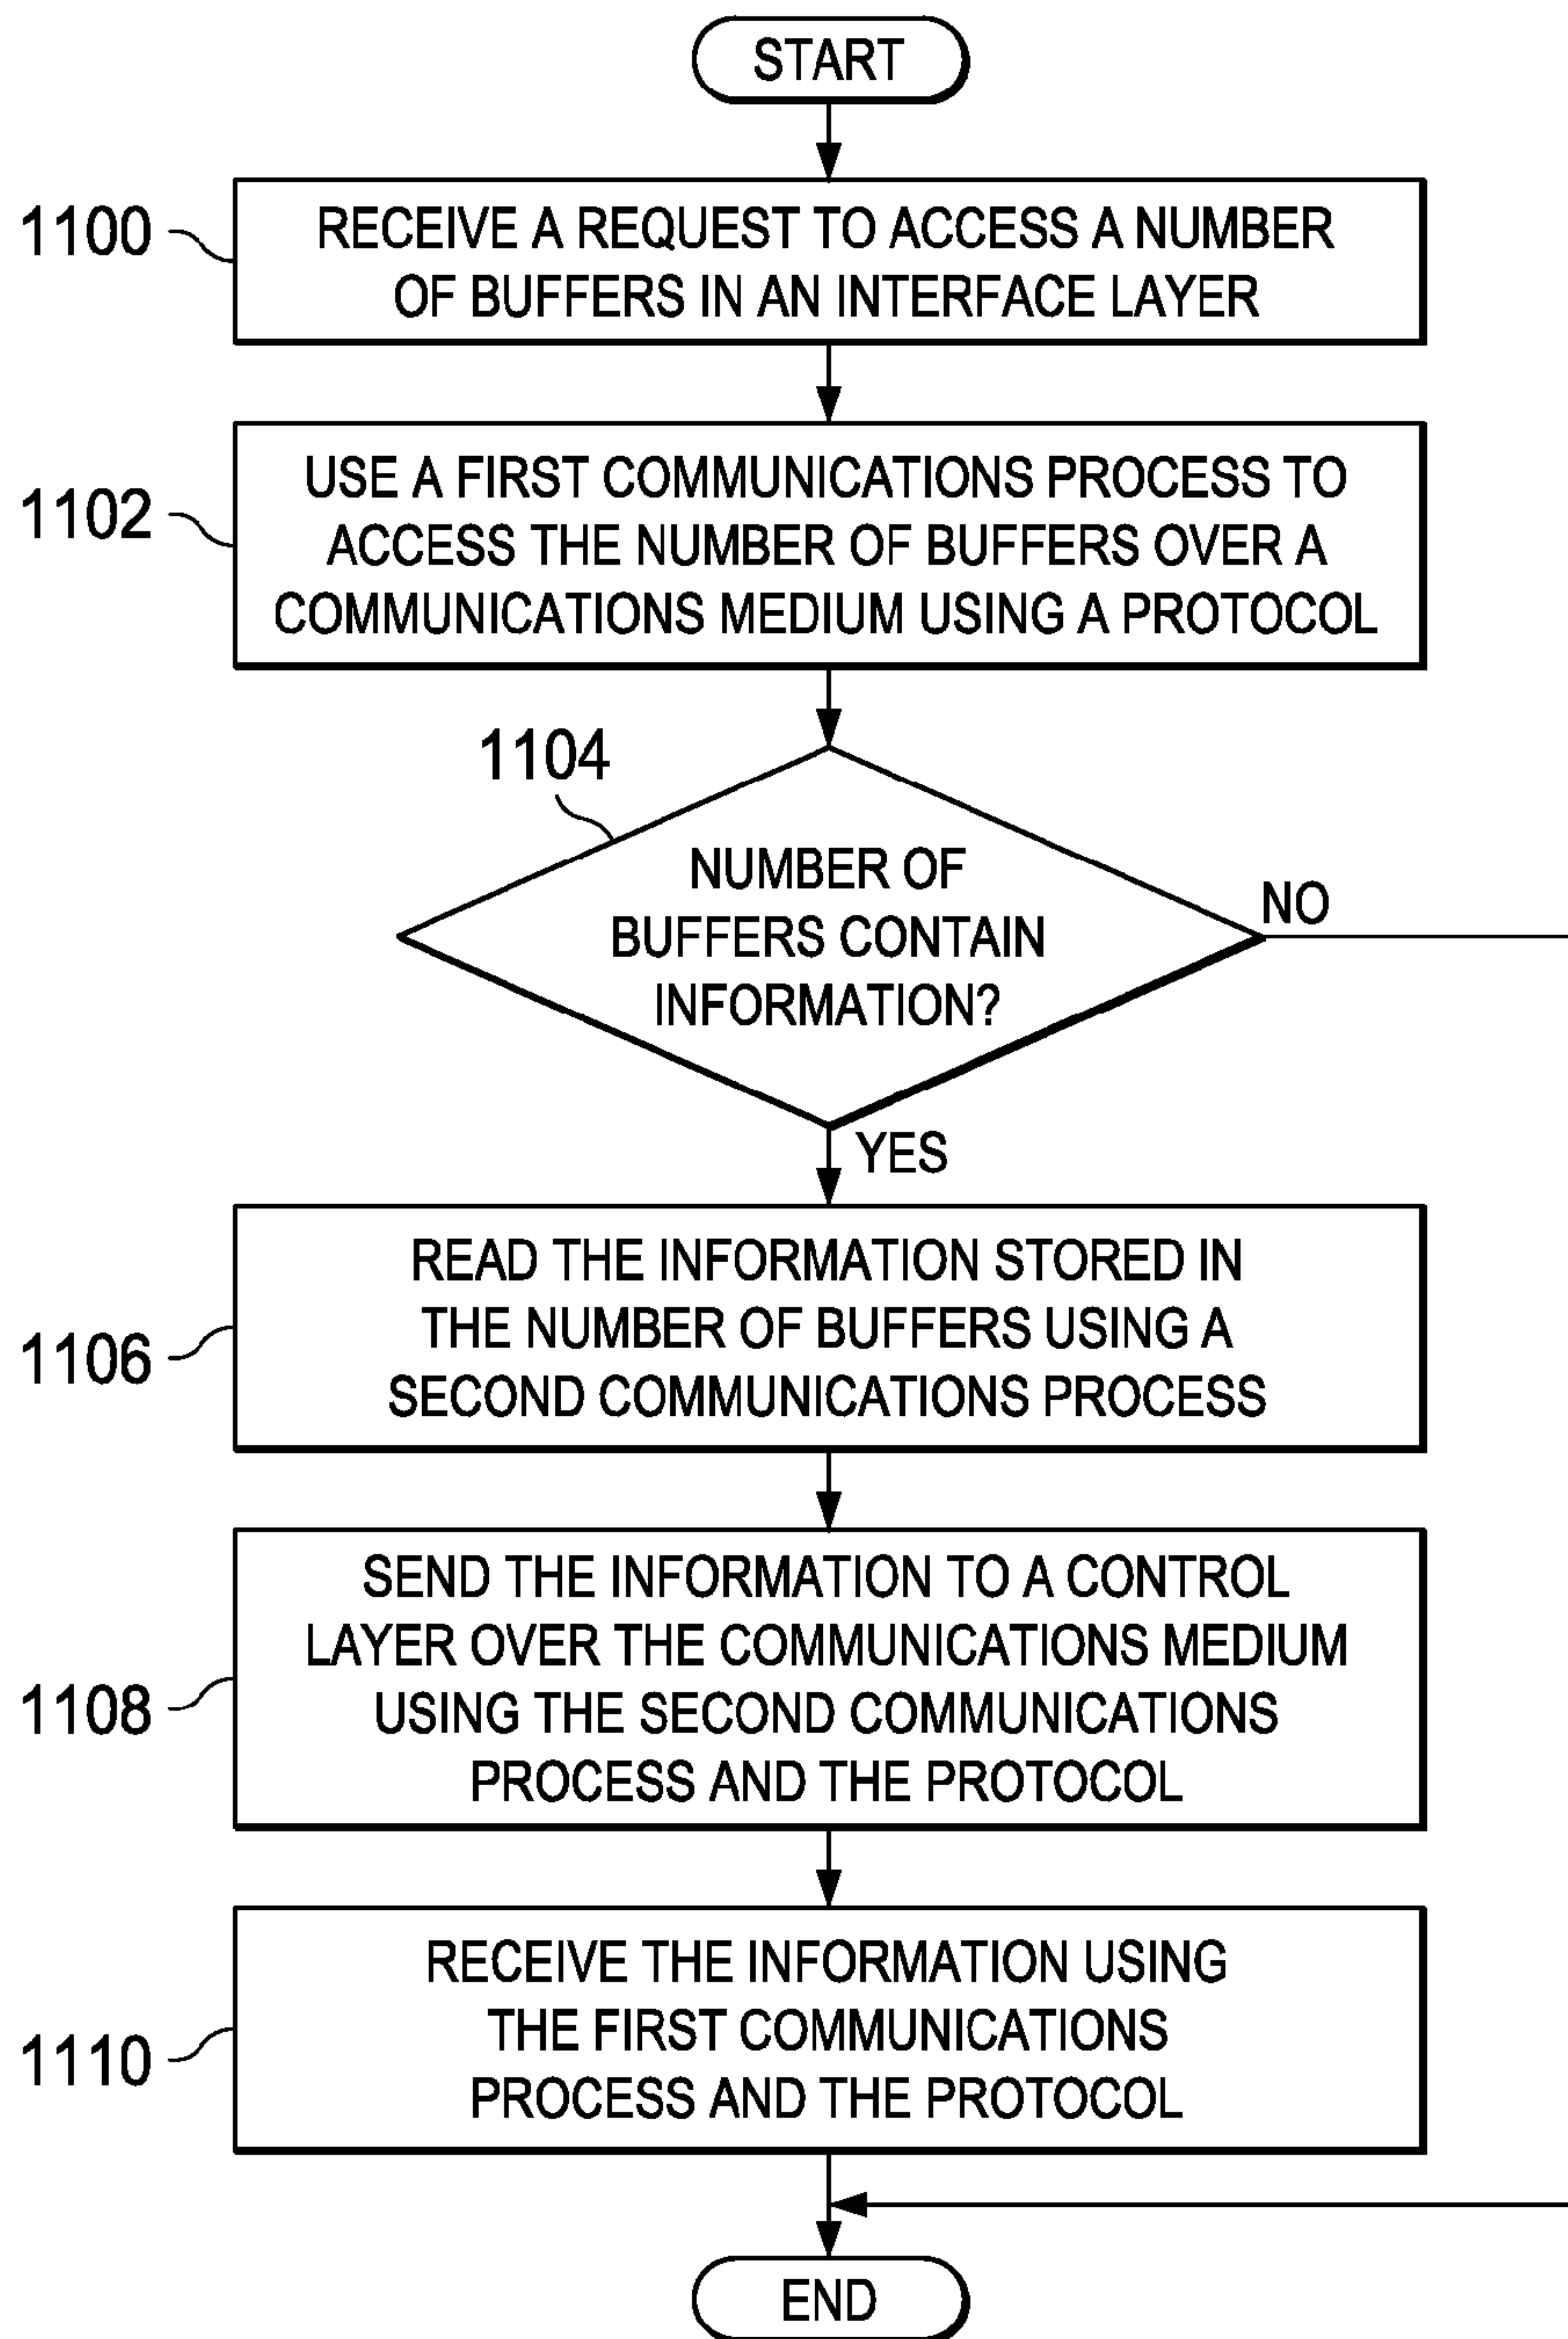 START
1100
RECEIVE A REQUEST TO ACCESS A NUMBER
OF BUFFERS IN AN INTERFACE LAYER
1102
USE A FIRST COMMUNICATIONS PROCESS TO
ACCESS THE NUMBER OF BUFFERS OVER A
COMMUNICATIONS MEDIUM USING A PROTOCOL
1104
NUMBER OF
BUFFERS CONTAIN
INFORMATION?
NO
YES
1106
READ THE INFORMATION STORED IN
THE NUMBER OF BUFFERS USING A
SECOND COMMUNICATIONS PROCESS
1108
SEND THE INFORMATION TO A CONTROL
LAYER OVER THE COMMUNICATIONS MEDIUM
USING THE SECOND COMMUNICATIONS
PROCESS AND THE PROTOCOL
1110
RECEIVE THE INFORMATION USING
THE FIRST COMMUNICATIONS
PROCESS AND THE PROTOCOL
END